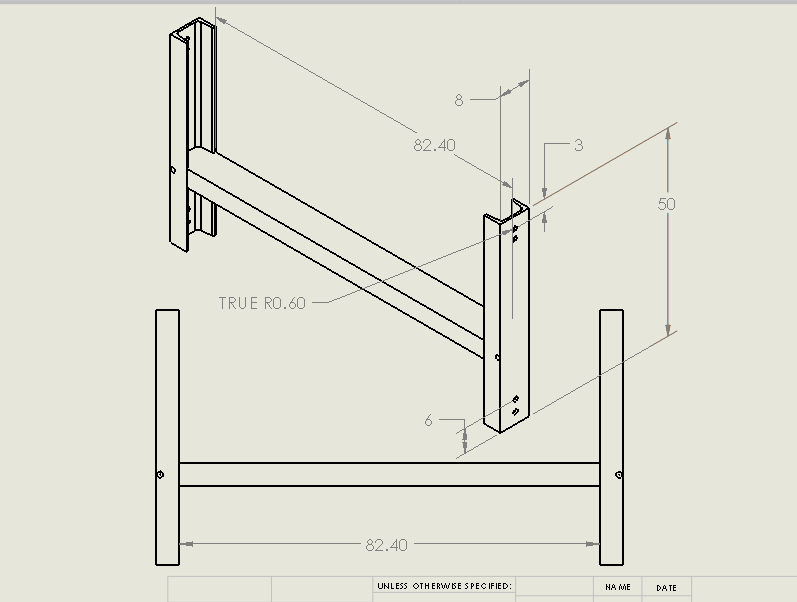 8
82.40
3
50
TRUE R0.60
6
82.40
UNLESS OTHERWISE SPECIFIED:
NAME
DATE